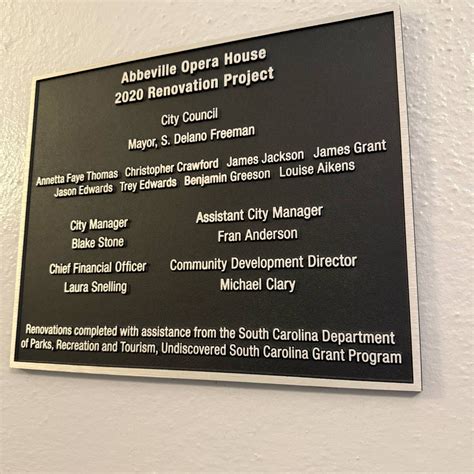 Abbeville Opera House
2020 Renovation Project
City Council
Mayor, S. Delano Freeman
Annetta Faye Thomas Christopher Crawford James Jackson James Grant
Jason Edwards Trey Edwards Benjamin Greeson Louise Aikens
City Manager Assistant City Manager
Blake Stone Fran Anderson
Chief Financial Officer Community Development Director
Laura Snelling Michael Clary
Renovations completed with assistance from the South Carolina Department
of Parks, Recreation and Tourism, Undiscovered South Carolina Grant Program